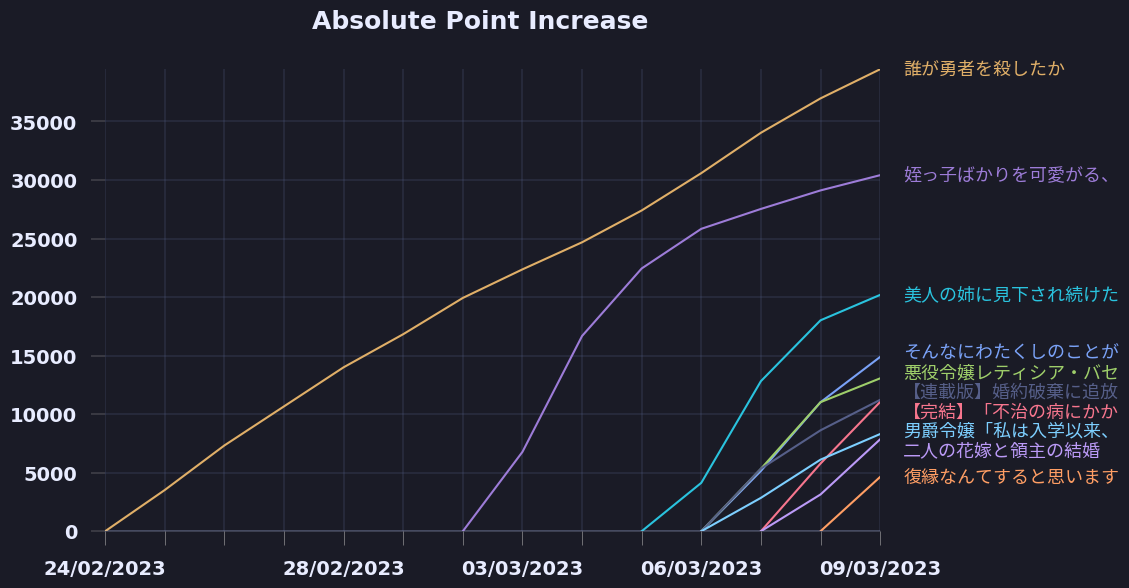 Absolute Point Increase
誰が勇者を殺したか
35000
30000
姪っ子ばかりを可愛がる、
25000
20000
美人の姉に見下され続けた
15000
そんなにわたくしのことが
悪役令嬢レティシア・バセ
【連載版】婚約破棄に追放
10000
【完結】「不治の病にかか
男爵令嬢「私は入学以来、
二人の花嫁と領主の結婚
5000
復縁なんてすると思います
0
24/02/2023
28/02/2023
03/03/2023
06/03/2023
09/03/2023